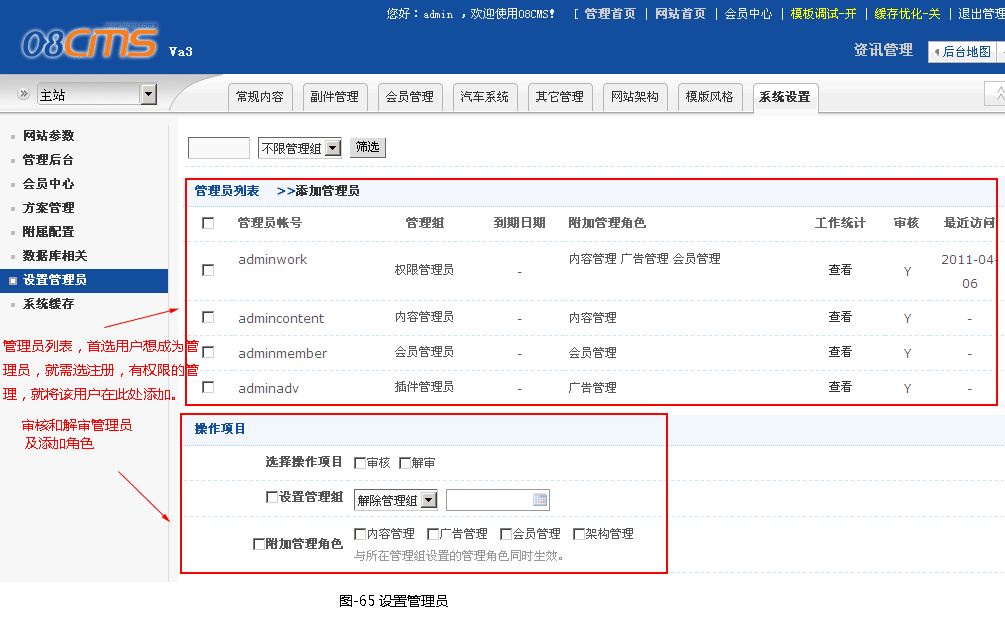 您好：admin ，欢迎使用08CMS! [ 管理首页 | 网站首页 | 会员中心 | 模板调试-开 | 缓存优化-关 | 退出管理
08CMS Va3
资讯管理 后台地图
主站
常规内容 副件管理 会员管理 汽车系统 其它管理 网站架构 模版风格 系统设置
网站参数
管理后台
会员中心
方案管理
附属配置
数据库相关
设置管理员
系统缓存
不限管理组 筛选
管理员列表 >>添加管理员
管理员帐号 管理组 到期日期 附加管理角色 工作统计 审核 最近访问
adminwork 权限管理员 - 内容管理 广告管理 会员管理 查看 Y 2011-04-06
admincontent 内容管理员 - 内容管理 查看 Y -
adminmember 会员管理员 - 会员管理 查看 Y -
adminadv 插件管理员 - 广告管理 查看 Y -
管理员列表，首选用户想成为管
理员，就需选注册，有权限的管
理，就将该用户在此处添加。
审核和解审管理员
及添加角色
操作项目
选择操作项目 审核 解审
设置管理组 解除管理组
附加管理角色 内容管理 广告管理 会员管理 架构管理
与所在管理组设置的管理角色同时生效。
图-65 设置管理员